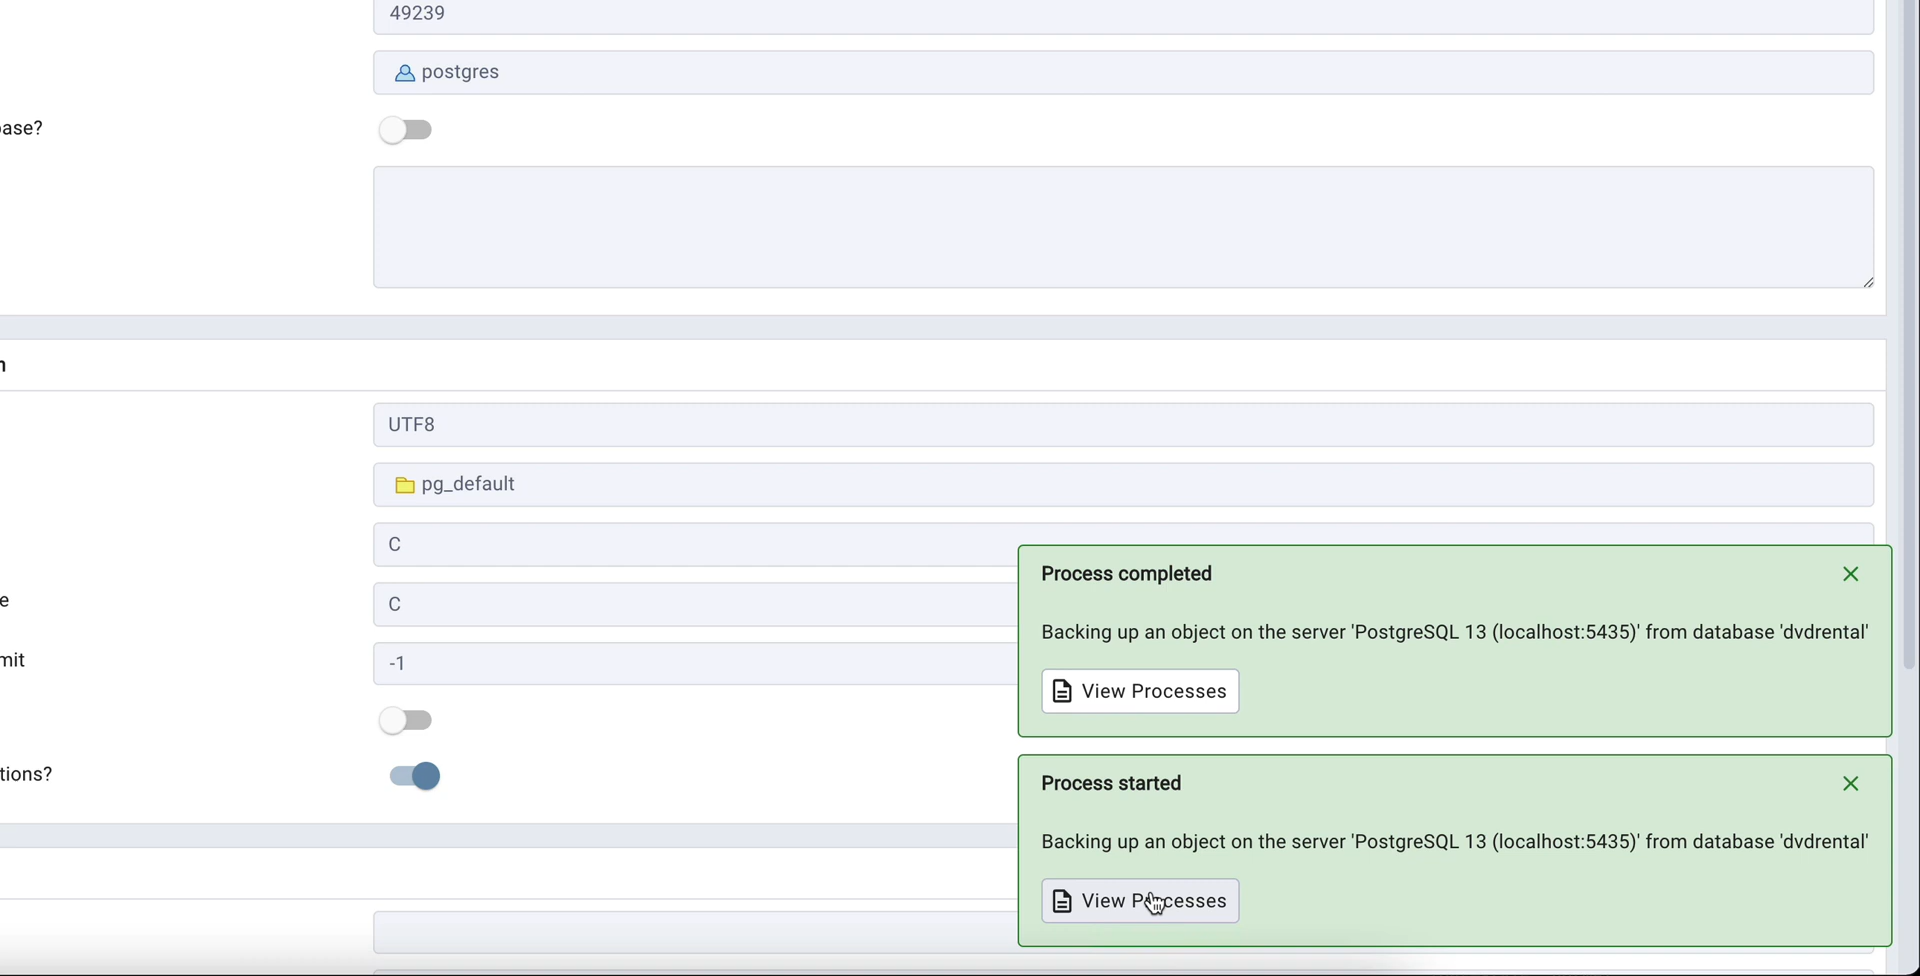 49239
postgres
ase?
n
UTF8
pg_default
C
e
C
mit
-1
tions?
Process completed
Backing up an object on the server 'PostgreSQL 13 (localhost:5435)' from database 'dvdrental'
View Processes
Process started
Backing up an object on the server 'PostgreSQL 13 (localhost:5435)' from database 'dvdrental'
View Processes